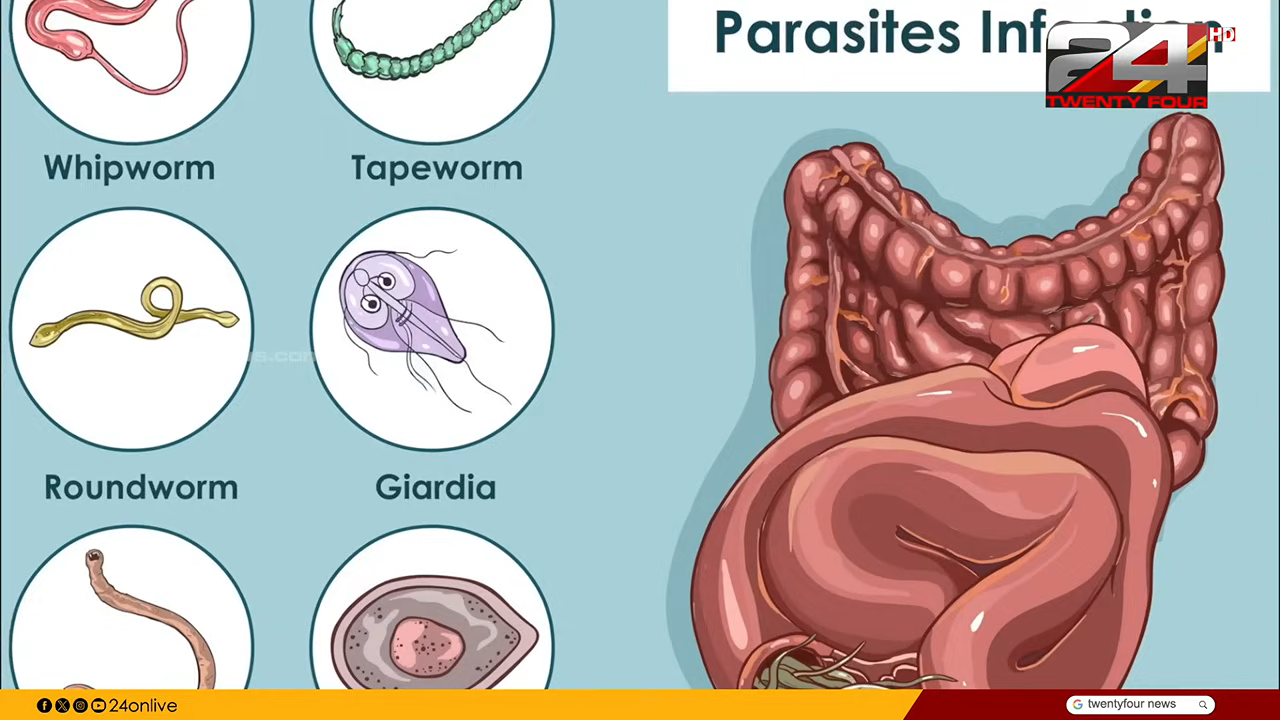 Parasites Inf
24
HD
TWENTY FOUR
Whipworm
Tapeworm
Roundworm
Giardia
24onlive
twentyfour news